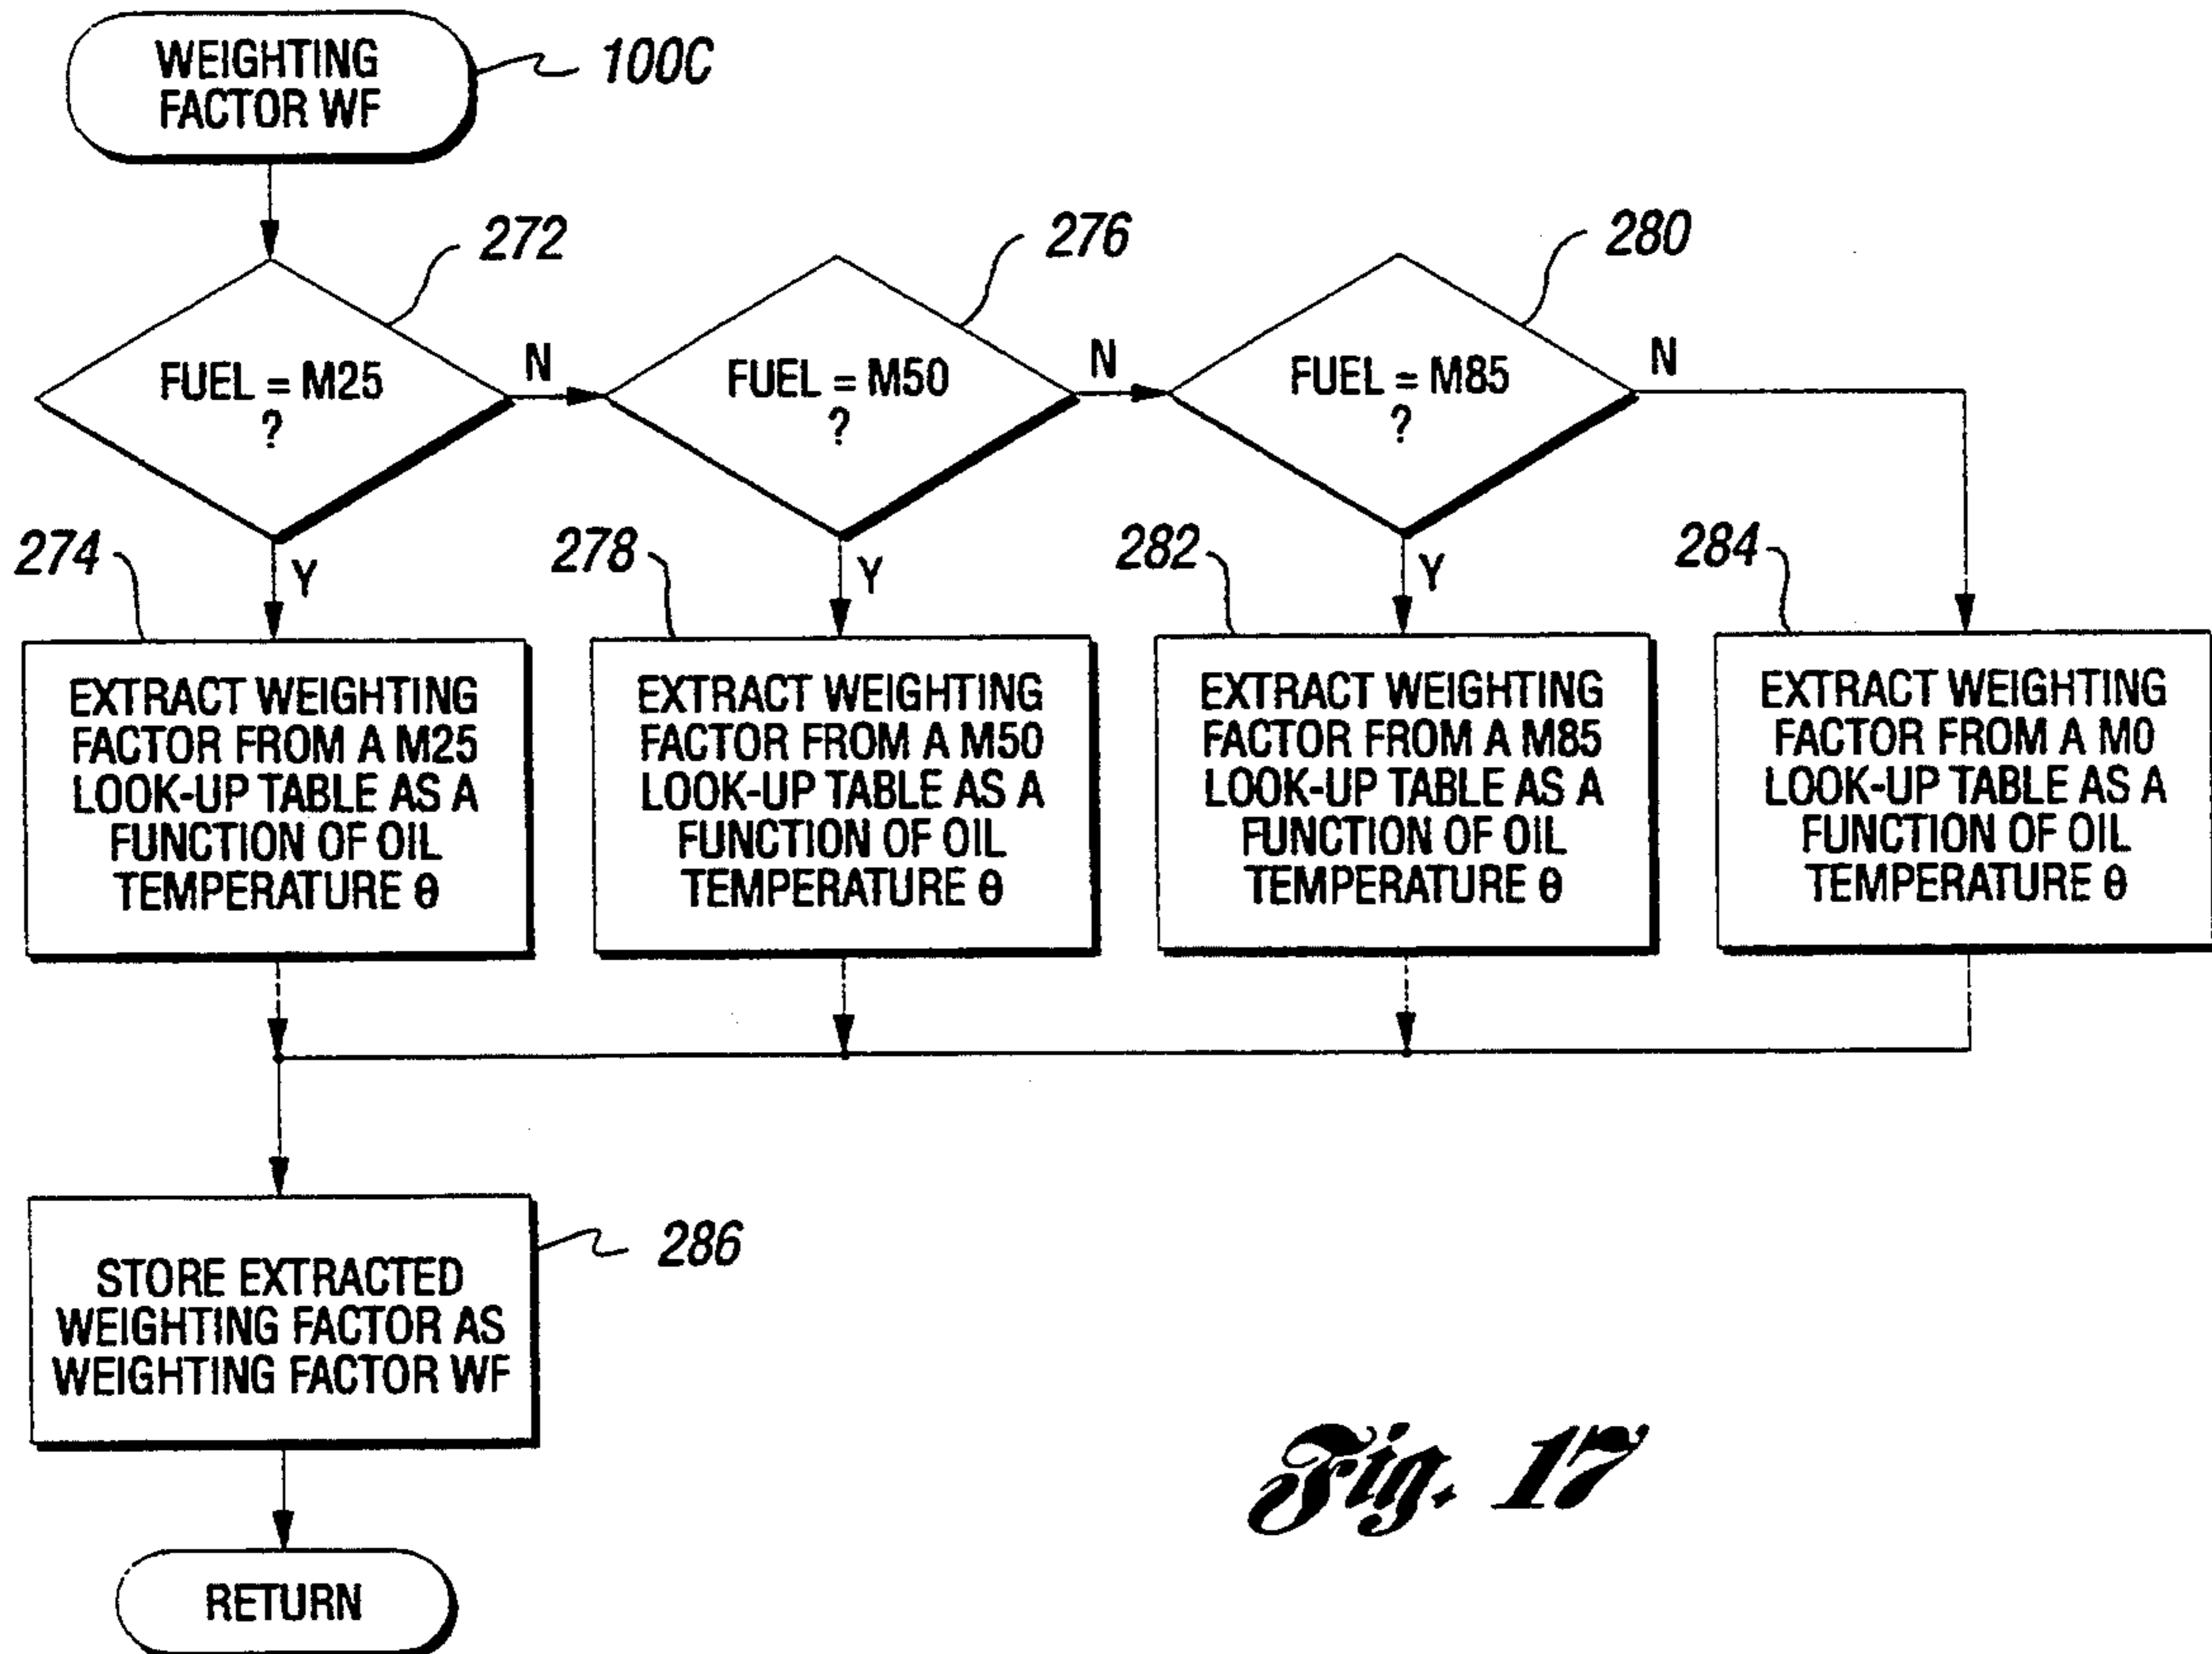 WEIGHTING
FACTOR WF
100C
272
276
280
FUEL = M25
?
N
FUEL = M50
?
N
FUEL = M85
?
N
274
Y
278
Y
282
Y
284
EXTRACT WEIGHTING
FACTOR FROM A M25
LOOK-UP TABLE AS A
FUNCTION OF OIL
TEMPERATURE θ
EXTRACT WEIGHTING
FACTOR FROM A M50
LOOK-UP TABLE AS A
FUNCTION OF OIL
TEMPERATURE θ
EXTRACT WEIGHTING
FACTOR FROM A M85
LOOK-UP TABLE AS A
FUNCTION OF OIL
TEMPERATURE θ
EXTRACT WEIGHTING
FACTOR FROM A M0
LOOK-UP TABLE AS A
FUNCTION OF OIL
TEMPERATURE θ
STORE EXTRACTED
WEIGHTING FACTOR AS
WEIGHTING FACTOR WF
286
RETURN
Fig. 17